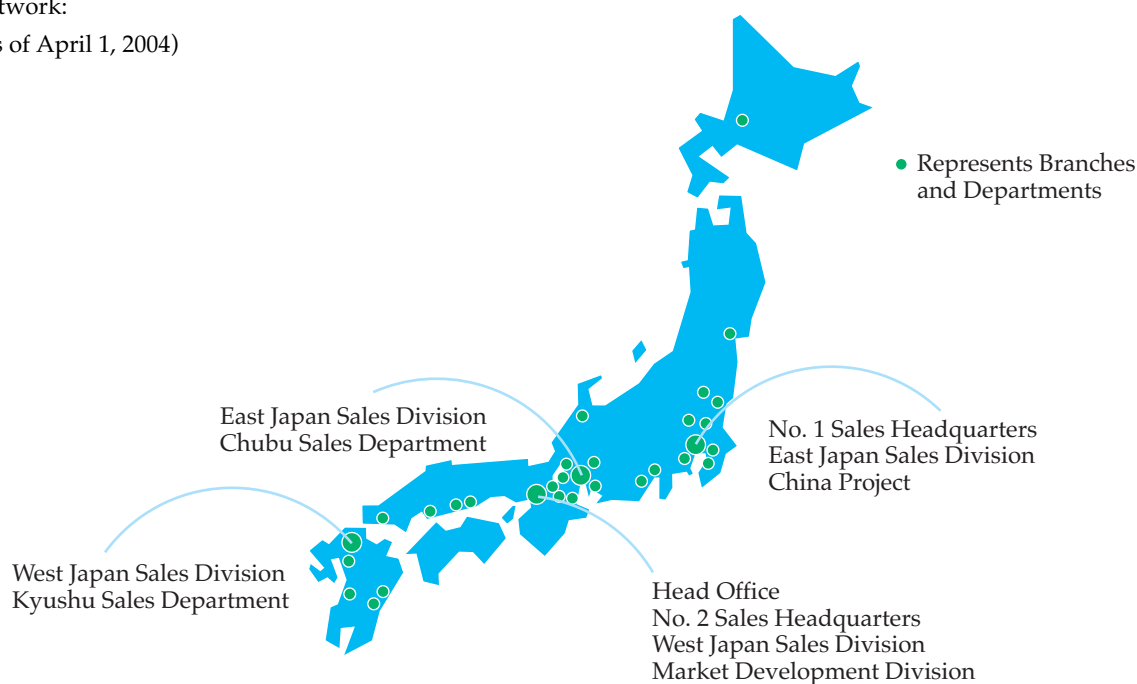 twork:
s of April 1, 2004)
Represents Branches
and Departments
East Japan Sales Division
Chubu Sales Department
No. 1 Sales Headquarters
East Japan Sales Division
China Project
West Japan Sales Division
Kyushu Sales Department
Head Office
No. 2 Sales Headquarters
West Japan Sales Division
Market Development Division